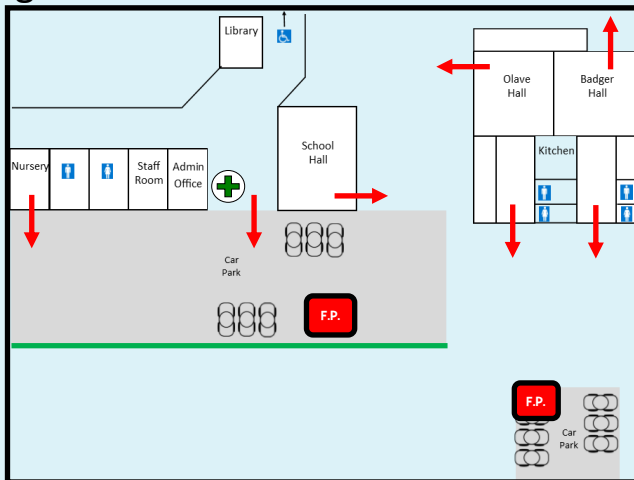 g
Library
Olave
Hall
Badger
Hall
School
Hall
Kitchen
Nursery
Staff
Room
Admin
Office
Car
Park
F.P.
F.P.
Car
Park